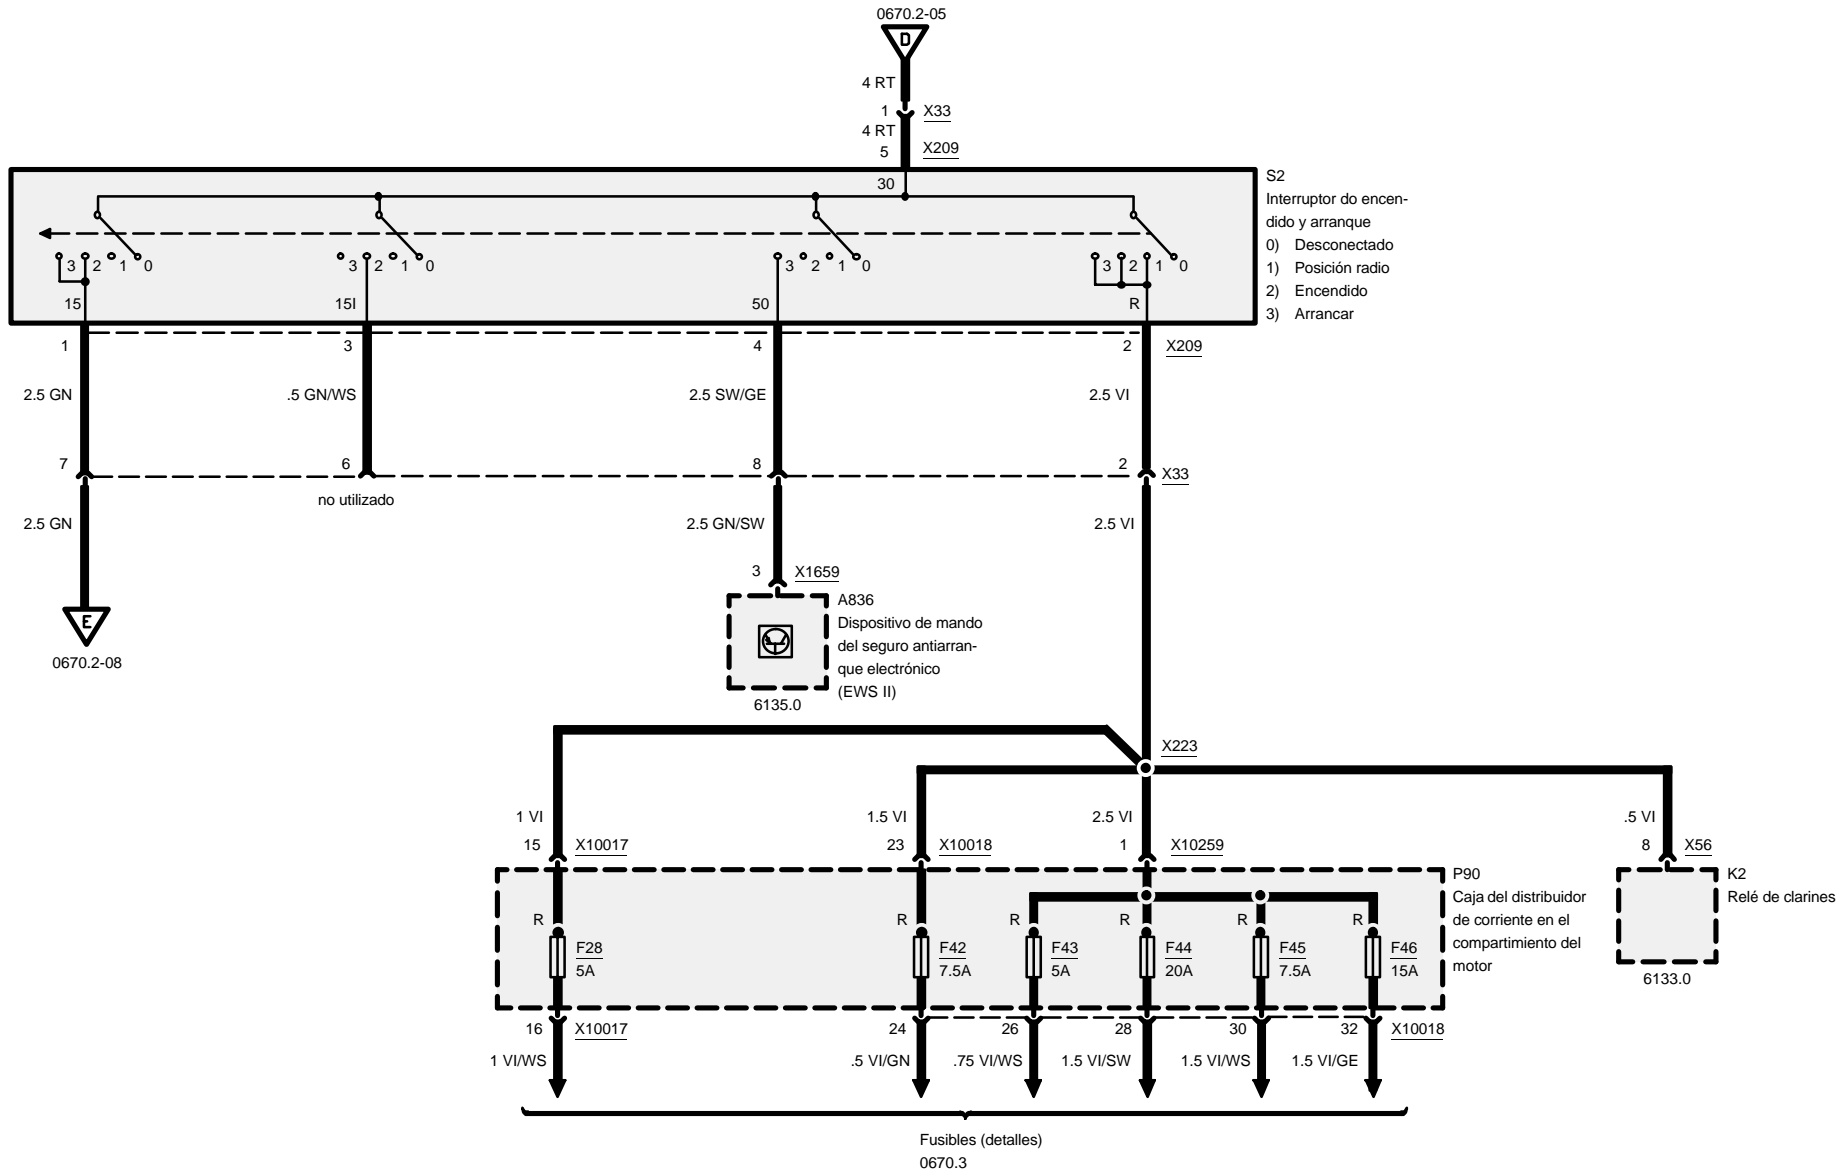 0670.2-05
D
4 RT
1 X33
4 RT
5 X209
30
S2
Interruptor do encen-
dido y arranque
0) Desconectado
1) Posición radio
2) Encendido
3) Arrancar
3 2 1 0
3 2 1 0
3 2 1 0
3 2 1 0
15 15I 50 R
1 3 4 2 X209
2.5 GN .5 GN/WS 2.5 SW/GE 2.5 VI
7 6 8 2 X33
no utilizado
2.5 GN 2.5 GN/SW 2.5 VI
3 X1659
E
0670.2-08
A836
Dispositivo de mando
del seguro antiarran-
que electrónico
(EWS II)
6135.0
X223
1 VI 1.5 VI 2.5 VI .5 VI
15 X10017 23 X10018 1 X10259 8 X56
P90
Caja del distribuidor
de corriente en el
compartimiento del
motor
K2
Relé de clarines
6133.0
R R R R R R
F28 F42 F43 F44 F45 F46
5A 7.5A 5A 20A 7.5A 15A
16 X10017 24 26 28 30 32 X10018
1 VI/WS .5 VI/GN .75 VI/WS 1.5 VI/SW 1.5 VI/WS 1.5 VI/GE
Fusibles (detalles)
0670.3